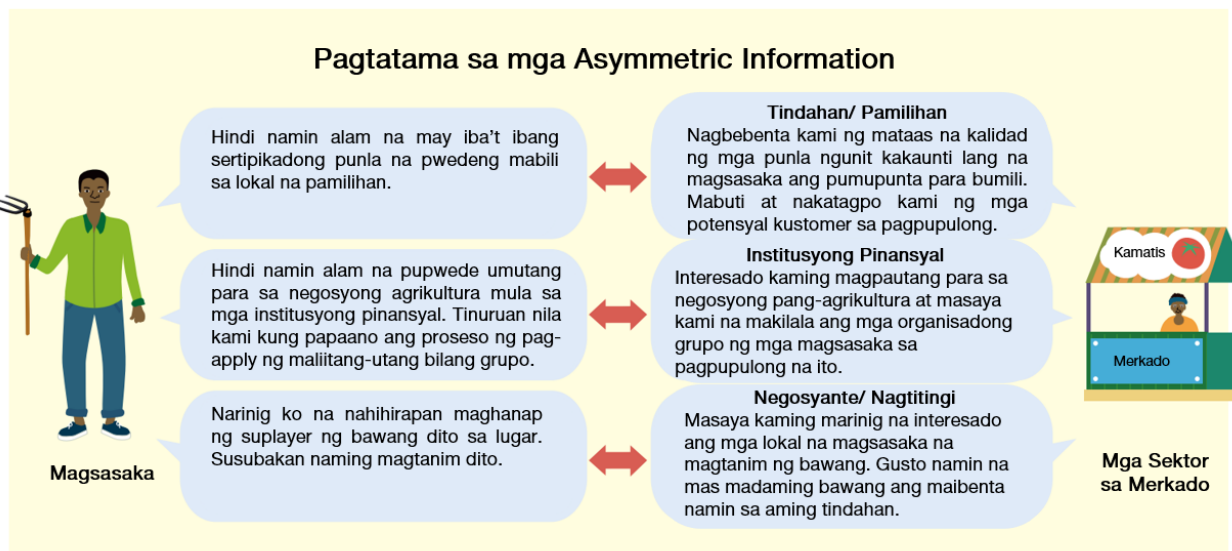 Pagtatama sa mga Asymmetric Information
Hindi namin alam na may iba't ibang
sertipikadong punla na pwedeng mabili
sa lokal na pamilihan.
Tindahan/ Pamilihan
Nagbebenta kami ng mataas na kalidad
ng mga punla ngunit kakaunti lang na
magsasaka ang pumupunta para bumili.
Mabuti at nakatagpo kami ng mga
potensyal kustomer sa pagpupulong.
Hindi namin alam na pupwede umutang
para sa negosyong agrikultura mula sa
mga institusyong pinansyal. Tinuruan nila
kami kung papaano ang proseso ng pag-
apply ng maliitang-utang bilang grupo.
Institusyong Pinansyal
Interesado kaming magpautang para sa
negosyong pang-agrikultura at masaya
kami na makilala ang mga organisadong
grupo ng mga magsasaka sa
pagpupulong na ito.
Narinig ko na nahihirapan maghanap
ng suplayer ng bawang dito sa lugar.
Susubakan naming magtanim dito.
Negosyante/ Nagtitingi
Masaya kaming marinig na interesado
ang mga lokal na magsasaka na
magtanim ng bawang. Gusto namin na
mas madaming bawang ang maibenta
namin sa aming tindahan.
Magsasaka
Kamatis
Merkado
Mga Sektor
sa Merkado